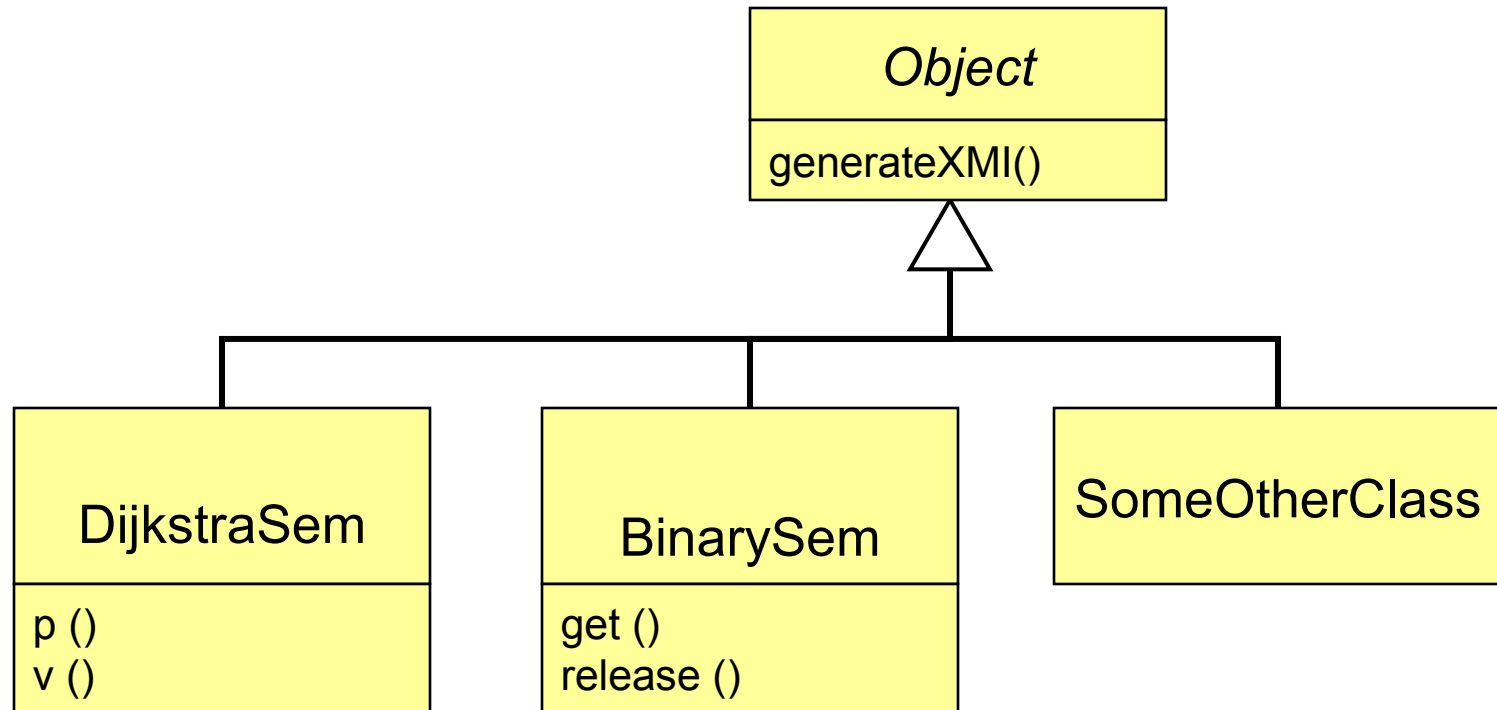 Object
generateXMI()
DijkstraSem
p ()
v ()
BinarySem
get ()
release ()
SomeOtherClass